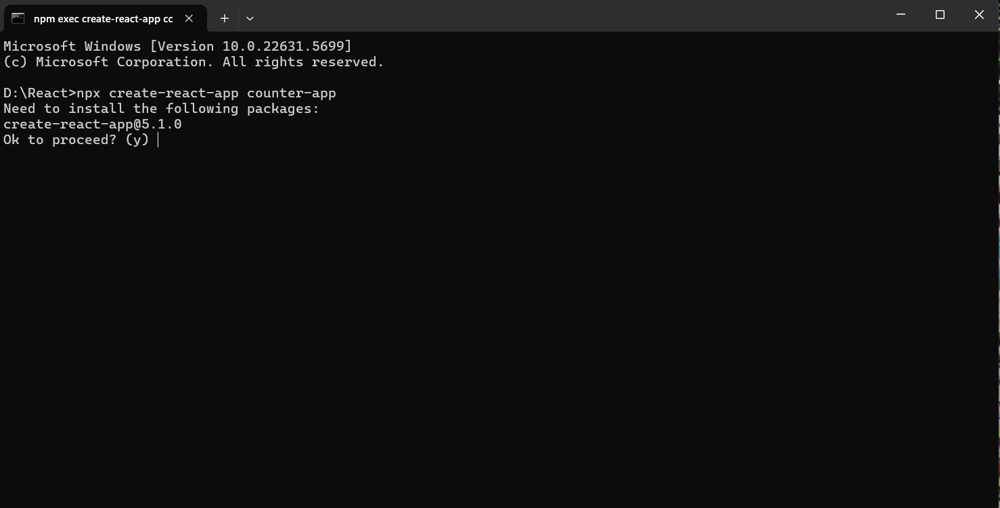 npm exec create-react-app cc
Microsoft Windows [Version 10.0.22631.5699]
(c) Microsoft Corporation. All rights reserved.
D:\React>npx create-react-app counter-app
Need to install the following packages:
create-react-app@5.1.0
Ok to proceed? (y)